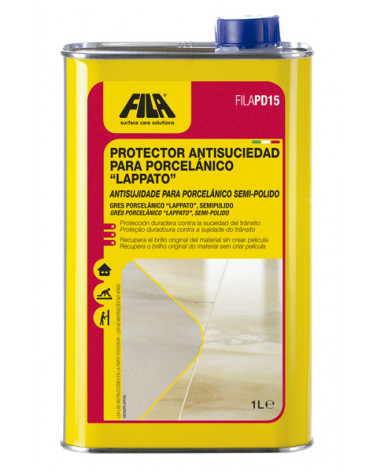 FILA
surface care solutions
FILAPD15
PROTECTOR ANTISUCIEDAD
PARA PORCELÁNICO
“LAPPATO”
ANTISUJIDADE PARA PORCELÂNICO SEMI-POLIDO
GRES PORCELÁNICO “LAPPATO”, SEMIPULIDO
GRÉS PORCELÂNICO “LAPPATO”, SEMI-POLIDO
Protección duradera contra la suciedad del tránsito
Proteção duradoura contra a sujidade do trânsito
Recupera el brillo original del material sin crear película
Recupera o brilho original do material sem criar película
1L℮